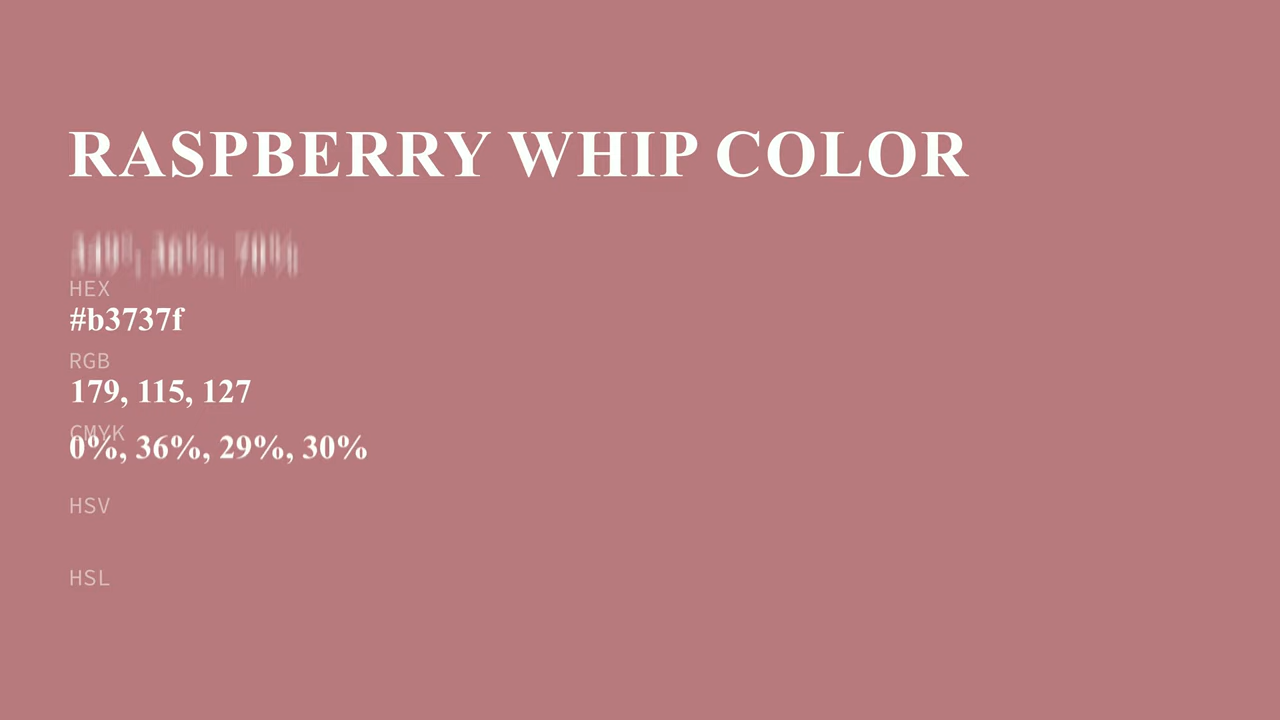 RASPBERRY WHIP COLOR
HEX
#b3737f
RGB
179, 115, 127
CMYK
0%, 36%, 29%, 30%
HSV
HSL